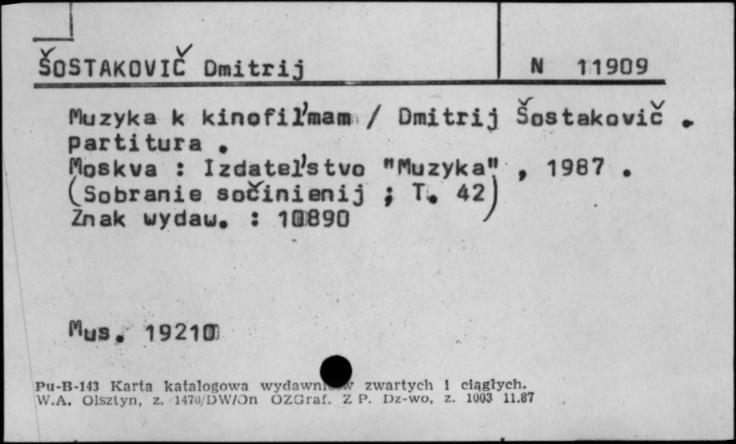 ŠOSTAKOVIČ Dmitrij N 11909
Muzyka k kinofil'mam / Dmitrij Šostakovič .
partitura .
Moskva : Izdatel'stvo "Muzyka" , 1987 .
(Sobranie sočinienij ; T. 42)
Znak wydaw. : 10890
Mus. 19210
Pu-B-143 Karta katalogowa zwartych i ciągłych.
W.A. Olsztyn, z. 1470/DW/On OZGraf. Z P. Dz-wo, z. 1003 11.87